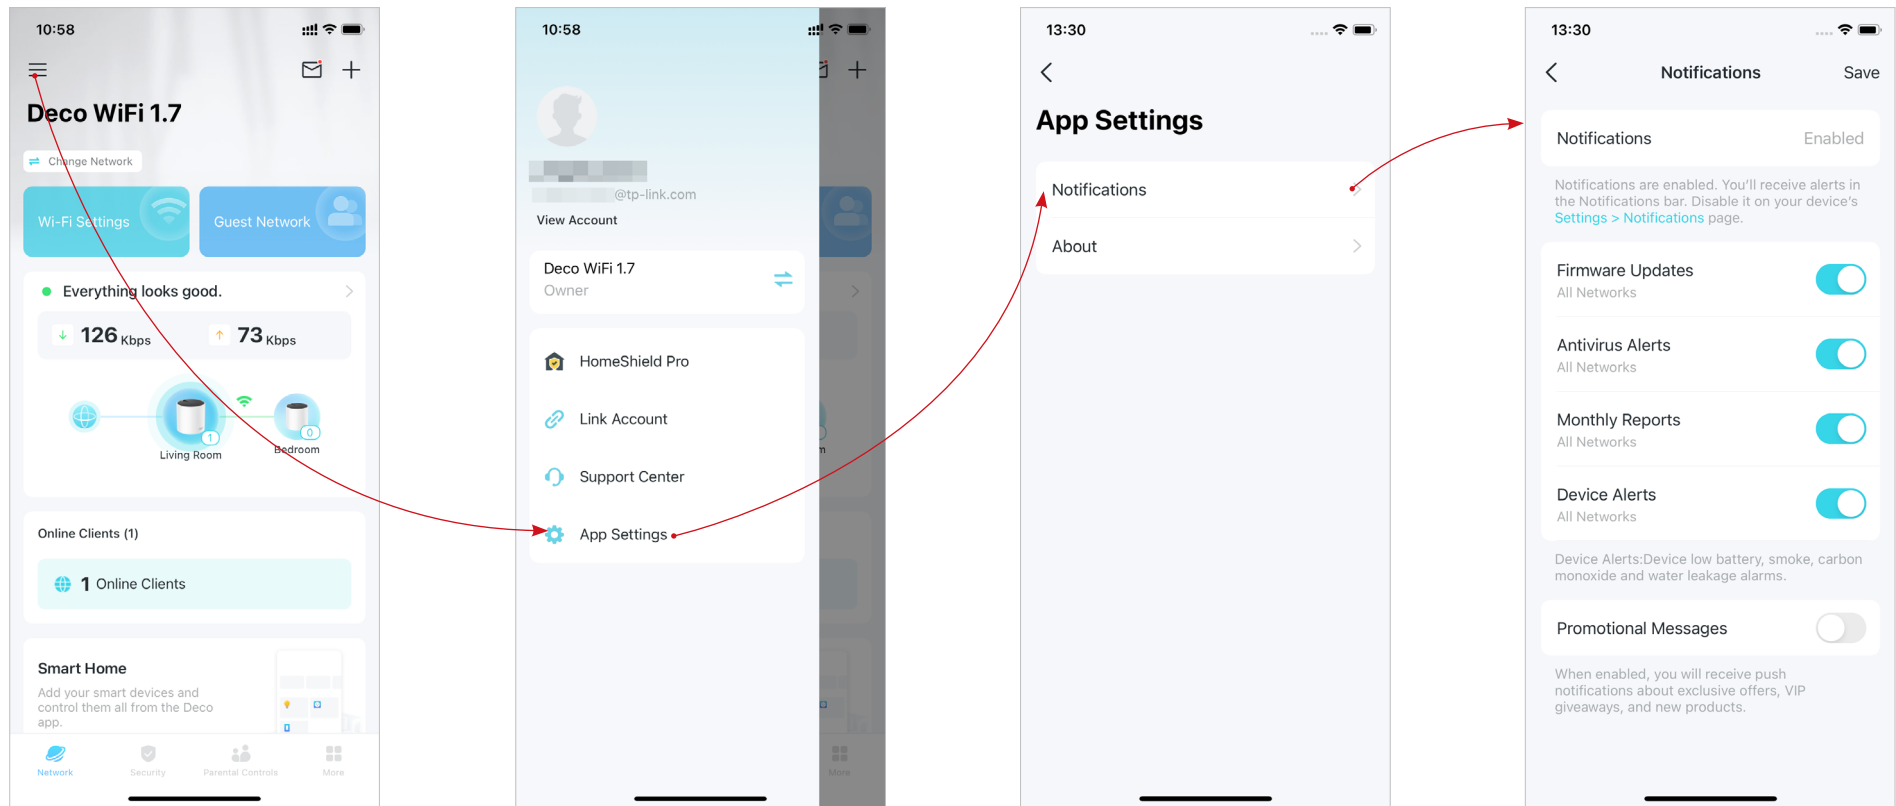 10:58
Deco WiFi 1.7
Change Network
Wi-Fi Settings
Guest Network
Everything looks good.
126 Kbps
73 Kbps
1
0
Living Room
Bedroom
Online Clients (1)
1 Online Clients
Smart Home
Add your smart devices and
control them all from the Deco
app.
Network
Security
Parental Controls
More
10:58
@tp-link.com
View Account
Deco WiFi 1.7
Owner
HomeShield Pro
Link Account
Support Center
App Settings
m
More
13:30
App Settings
Notifications
About
13:30
Notifications
Save
Notifications
Enabled
Notifications are enabled. You'll receive alerts in
the Notifications bar. Disable it on your device's
Settings > Notifications page.
Firmware Updates
All Networks
Antivirus Alerts
All Networks
Monthly Reports
All Networks
Device Alerts
All Networks
Device Alerts:Device low battery, smoke, carbon
monoxide and water leakage alarms.
Promotional Messages
When enabled, you will receive push
notifications about exclusive offers, VIP
giveaways, and new products.